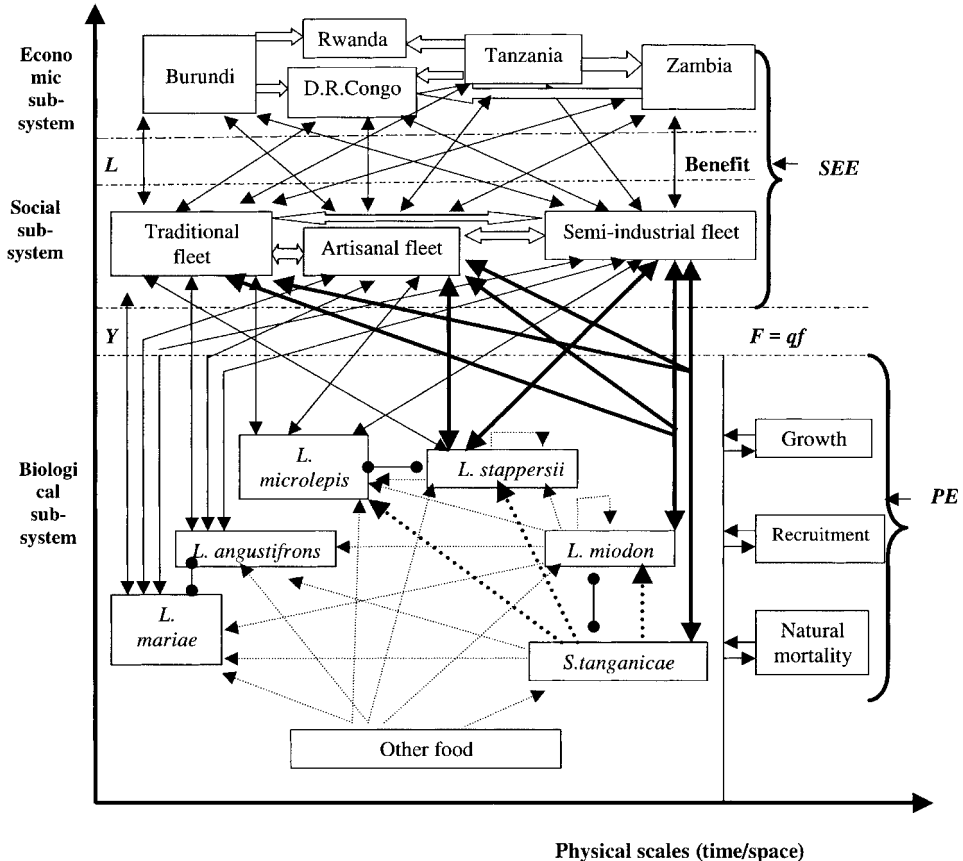 Econo
mic sub-
system
Burundi
Rwanda
Tanzania
D.R.Congo
Zambia
L
Benefit
SEE
Social sub-
system
Traditional
fleet
Artisanal fleet
Semi-industrial fleet
Y
F = qf
Biologi
cal sub-
system
L.
microlepis
L. stappersii
Growth
PE
L. angustifrons
L. miodon
Recruitment
L.
mariae
S.tanganicae
Natural
mortality
Other food
Physical scales (time/space)